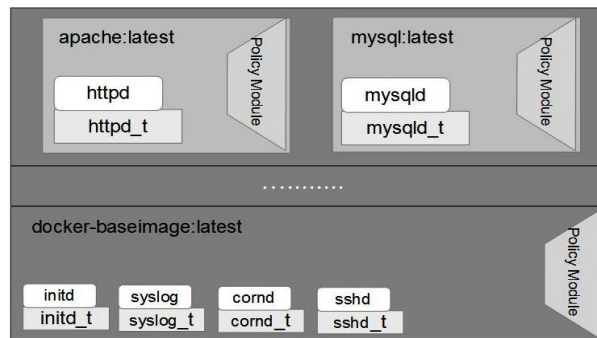 apache:latest
Policy Module
httpd
httpd_t
mysql:latest
Policy Module
mysqld
mysqld_t
...........
docker-baseimage:latest
Policy Module
initd
initd_t
syslog
syslog_t
cornd
cornd_t
sshd
sshd_t